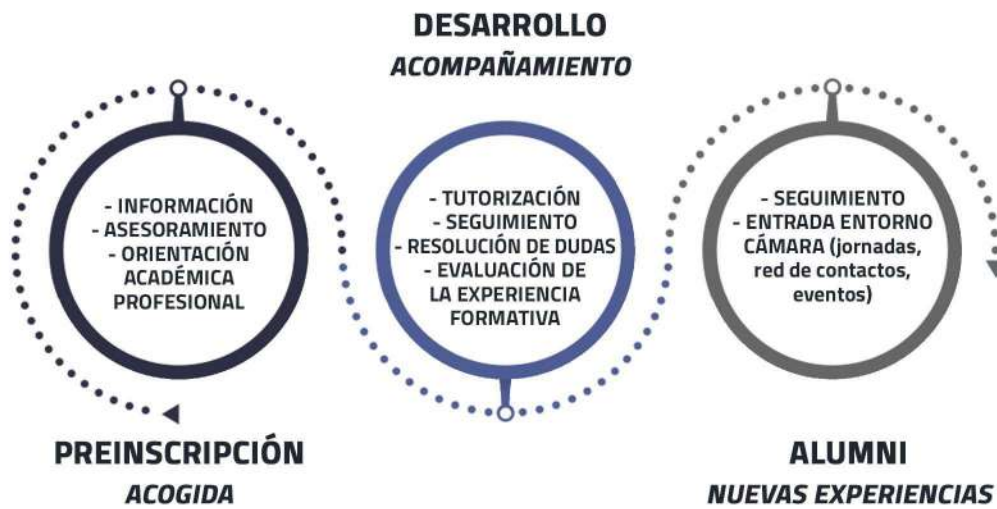 DESARROLLO
ACOMPAÑAMIENTO
- INFORMACIÓN
- ASESORAMIENTO
- ORIENTACIÓN
ACADÉMICA
PROFESIONAL
- TUTORIZACIÓN
- SEGUIMIENTO
- RESOLUCIÓN DE DUDAS
- EVALUACIÓN DE
LA EXPERIENCIA
FORMATIVA
- SEGUIMIENTO
- ENTRADA ENTORNO
CÁMARA (jornadas,
red de contactos,
eventos)
PREINSCRIPCIÓN
ACOGIDA
ALUMNI
NUEVAS EXPERIENCIAS